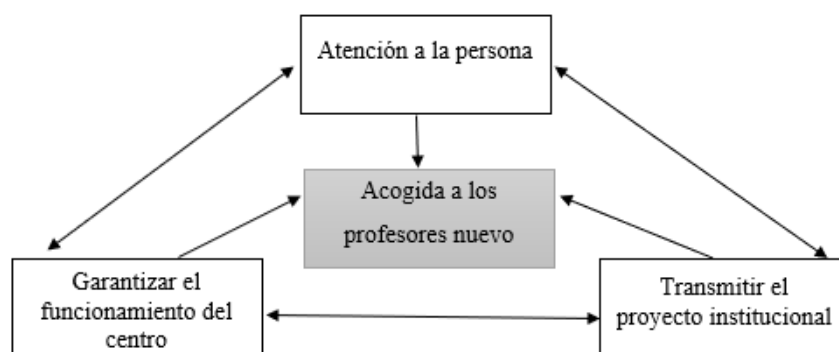 Atención a la persona
Acogida a los
profesores nuevo
Garantizar el
funcionamiento del
centro
Transmitir el
proyecto institucional